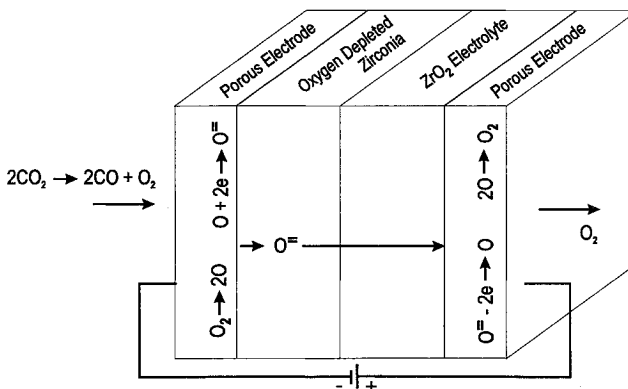 Porous Electrode
Oxygen Depleted
Zirconia
ZrO₂ Electrolyte
Porous Electrode
2CO₂ → 2CO + O₂
O₂ → 2O
O + 2e → O⁼
→ O⁼ →
O⁼ - 2e → O
2O → O₂
O₂
- +